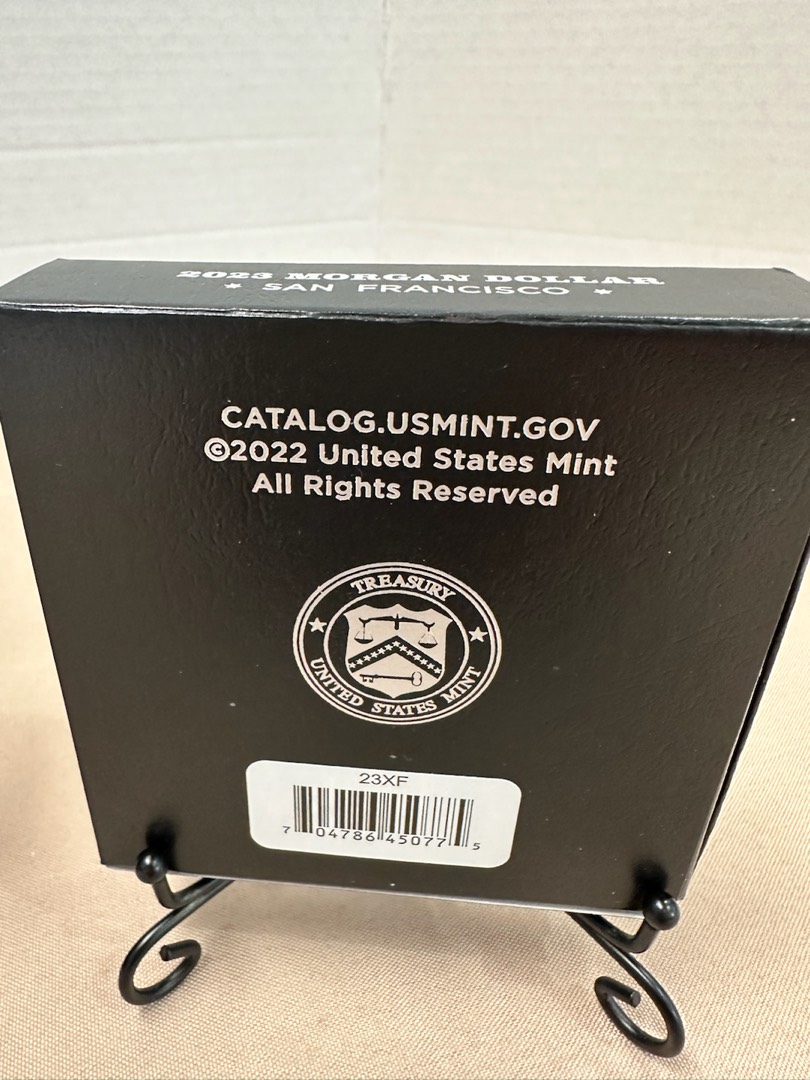 2023 MORGAN DOLLAR
* SAN FRANCISCO *
CATALOG.USMINT.GOV
©2022 United States Mint
All Rights Reserved
TREASURY
UNITED STATES MINT
23XF
7 04786 45077 5